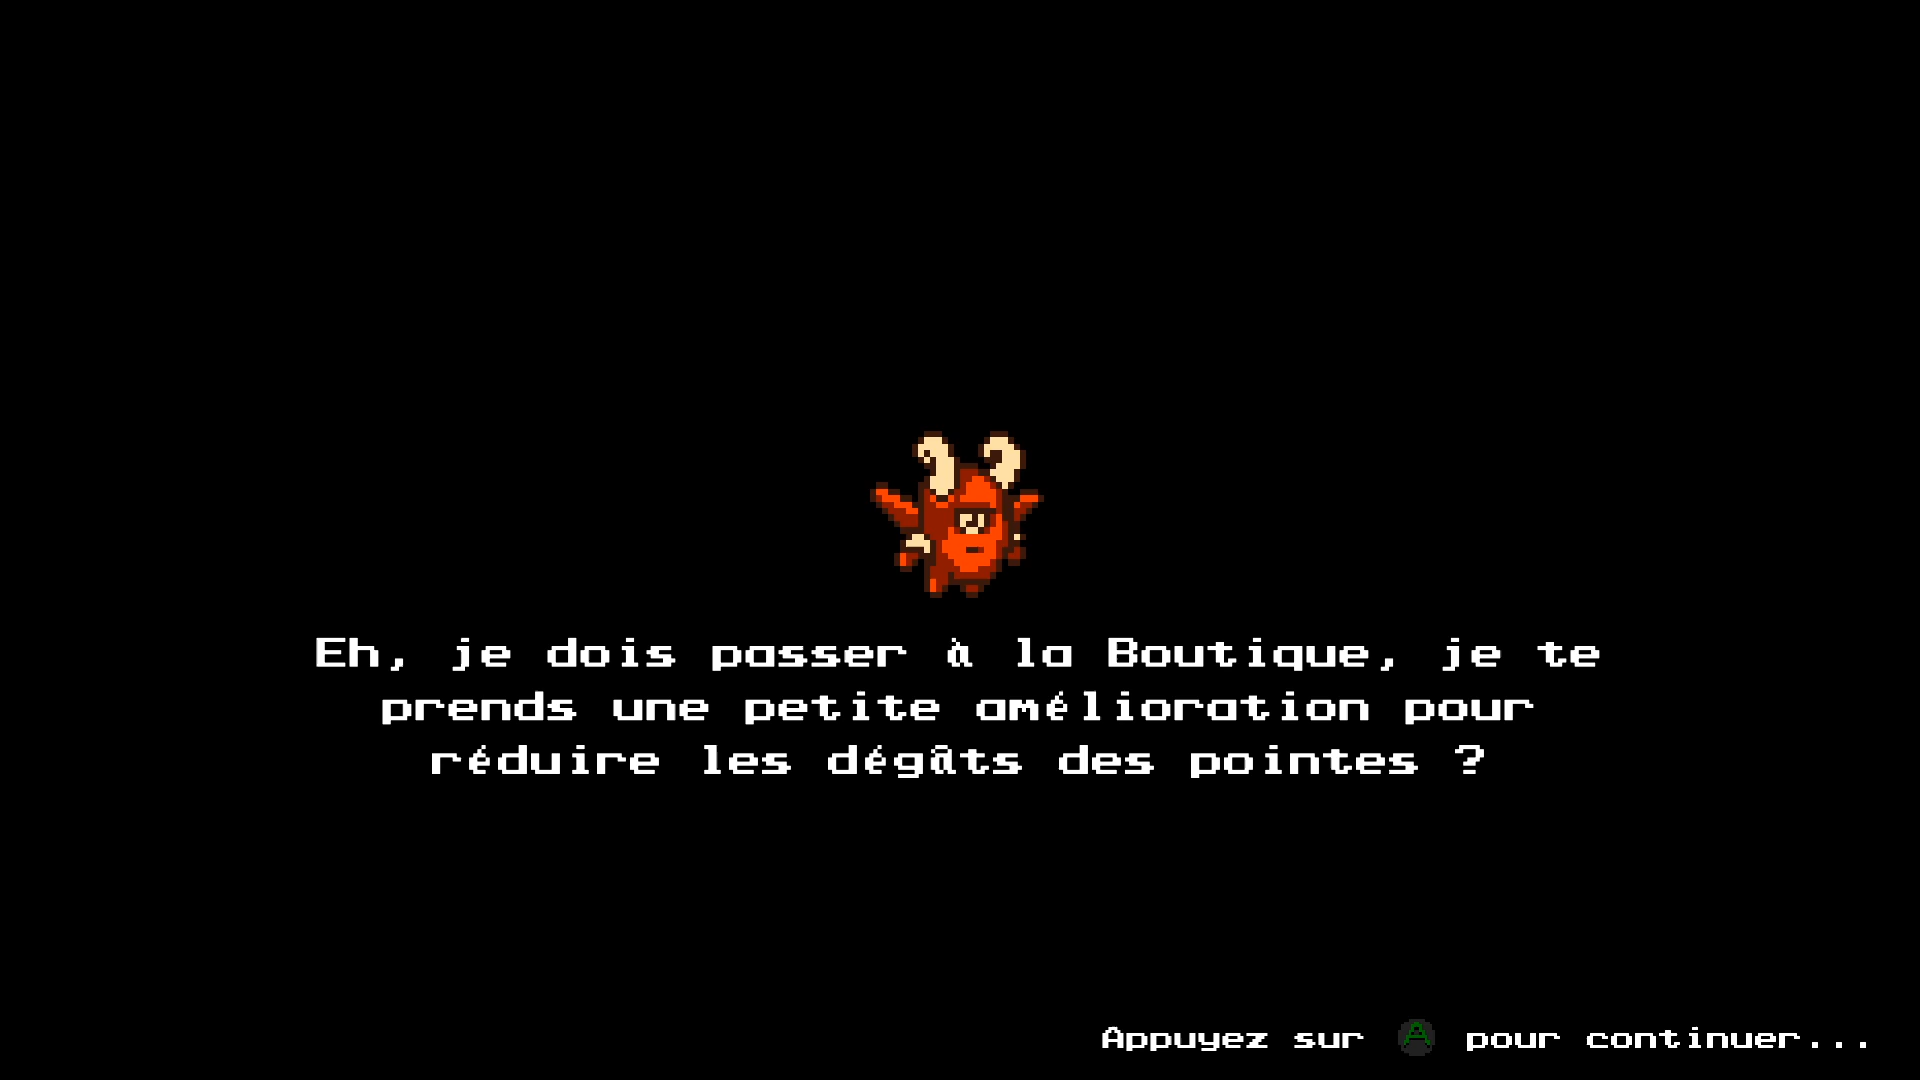 Eh, je dois passer à la Boutique, je te
prends une petite amélioration pour
réduire les dégâts des pointes ?
Appuyez sur A pour continuer...